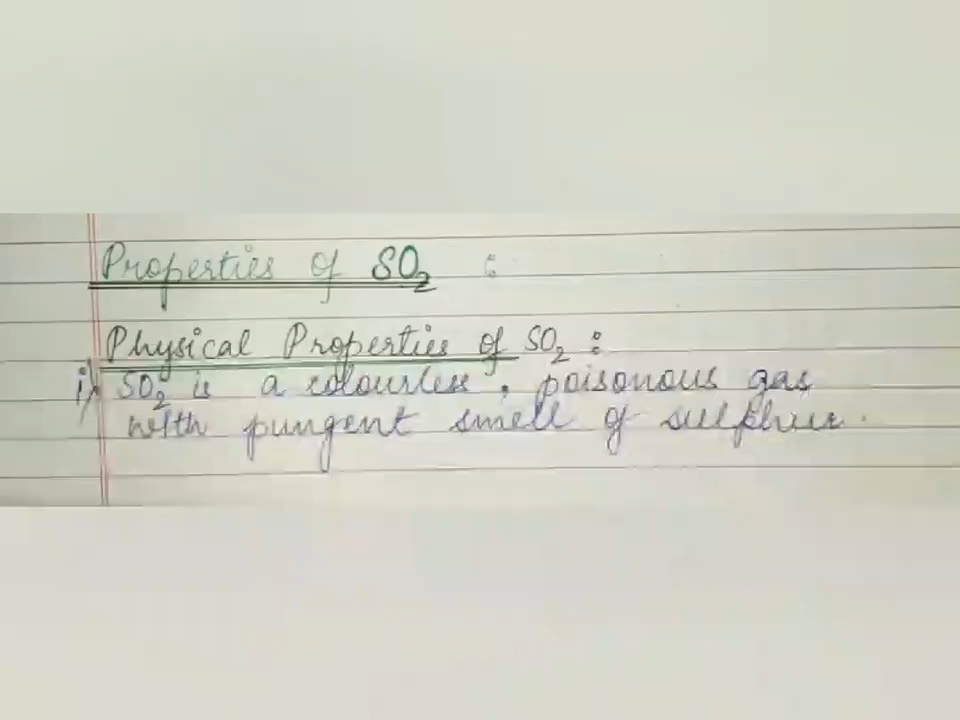 Properties of SO₂ :
Physical Properties of SO₂ :
i) SO₂ is a colourless, poisonous gas
with pungent smell of sulphur.